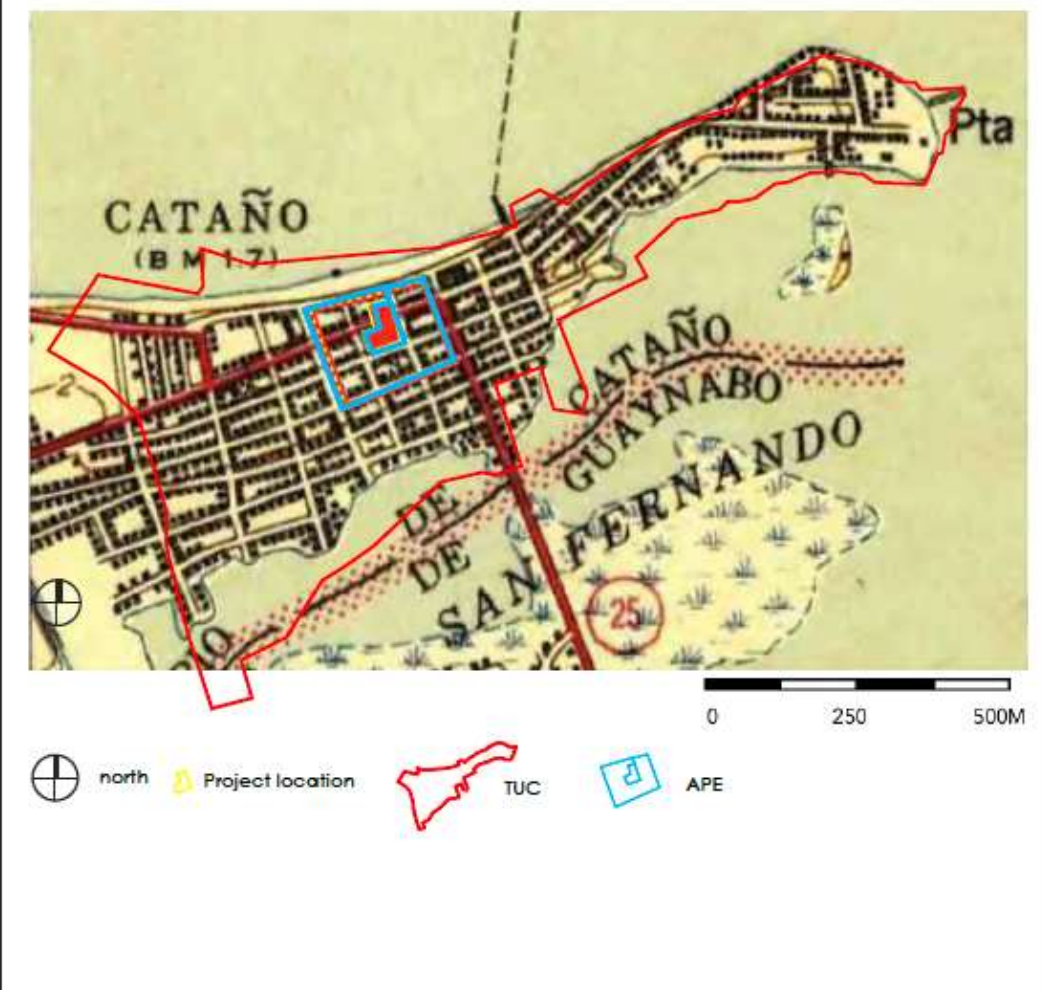 Pta
CATAÑO
(B M 1.7)
2
CATAÑO
GUAYNABO
DE
DE
SAN FERNANDO
25
0 250 500M
north Project location TUC APE